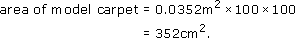 area of model carpet = 0.0352m² × 100 × 100
= 352cm².